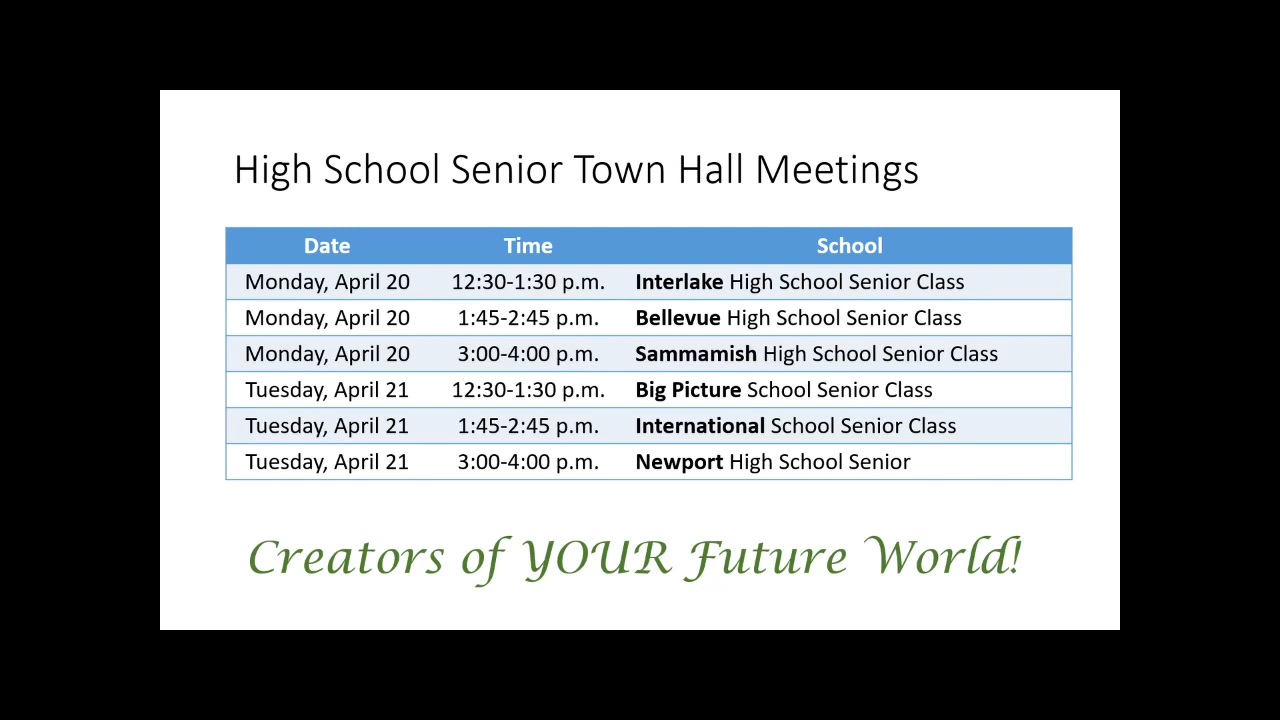 High School Senior Town Hall Meetings
Date Time School
Monday, April 20 12:30-1:30 p.m. Interlake High School Senior Class
Monday, April 20 1:45-2:45 p.m. Bellevue High School Senior Class
Monday, April 20 3:00-4:00 p.m. Sammamish High School Senior Class
Tuesday, April 21 12:30-1:30 p.m. Big Picture School Senior Class
Tuesday, April 21 1:45-2:45 p.m. International School Senior Class
Tuesday, April 21 3:00-4:00 p.m. Newport High School Senior
Creators of YOUR Future World!